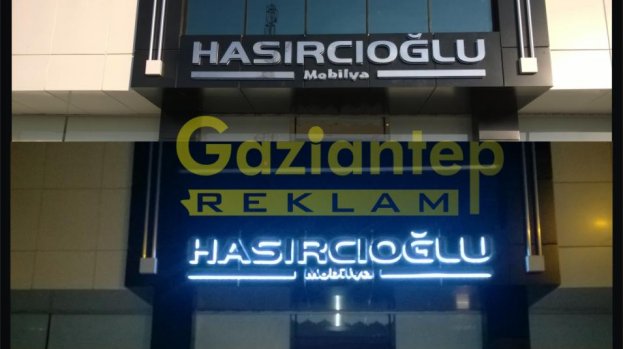 HASIRCIOĞLU
Mobilya
Gaziantep
REKLAM
HASIRCIOĞLU
Mobilya